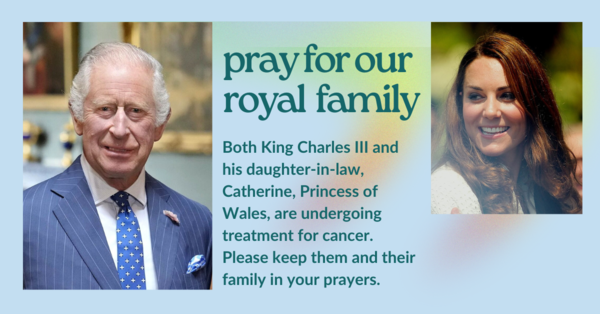 pray for our
royal family
Both King Charles III and
his daughter-in-law,
Catherine, Princess of
Wales, are undergoing
treatment for cancer.
Please keep them and their
family in your prayers.